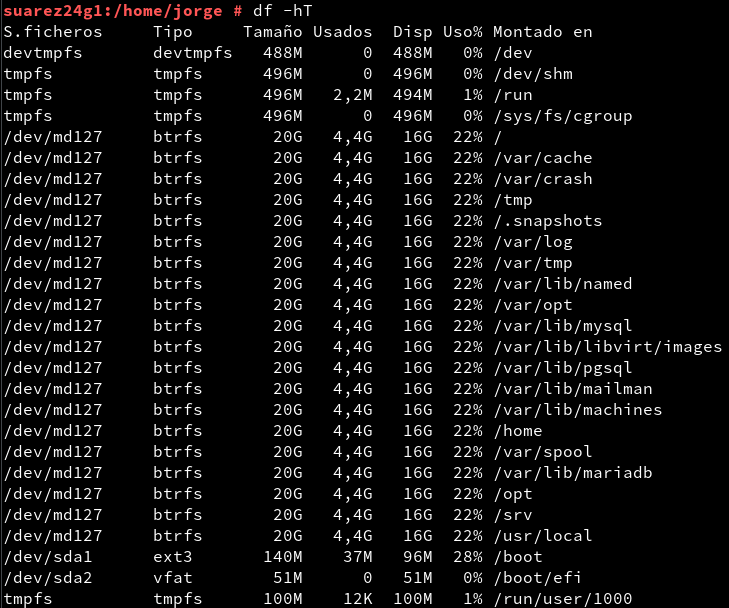 suarez24g1:/home/jorge # df -hT
S.ficheros     Tipo     Tamaño Usados  Disp Uso% Montado en
devtmpfs       devtmpfs   488M      0  488M   0% /dev
tmpfs          tmpfs      496M      0  496M   0% /dev/shm
tmpfs          tmpfs      496M   2,2M  494M   1% /run
tmpfs          tmpfs      496M      0  496M   0% /sys/fs/cgroup
/dev/md127     btrfs       20G   4,4G   16G  22% /
/dev/md127     btrfs       20G   4,4G   16G  22% /var/cache
/dev/md127     btrfs       20G   4,4G   16G  22% /var/crash
/dev/md127     btrfs       20G   4,4G   16G  22% /tmp
/dev/md127     btrfs       20G   4,4G   16G  22% /.snapshots
/dev/md127     btrfs       20G   4,4G   16G  22% /var/log
/dev/md127     btrfs       20G   4,4G   16G  22% /var/tmp
/dev/md127     btrfs       20G   4,4G   16G  22% /var/lib/named
/dev/md127     btrfs       20G   4,4G   16G  22% /var/opt
/dev/md127     btrfs       20G   4,4G   16G  22% /var/lib/mysql
/dev/md127     btrfs       20G   4,4G   16G  22% /var/lib/libvirt/images
/dev/md127     btrfs       20G   4,4G   16G  22% /var/lib/pgsql
/dev/md127     btrfs       20G   4,4G   16G  22% /var/lib/mailman
/dev/md127     btrfs       20G   4,4G   16G  22% /var/lib/machines
/dev/md127     btrfs       20G   4,4G   16G  22% /home
/dev/md127     btrfs       20G   4,4G   16G  22% /var/spool
/dev/md127     btrfs       20G   4,4G   16G  22% /var/lib/mariadb
/dev/md127     btrfs       20G   4,4G   16G  22% /opt
/dev/md127     btrfs       20G   4,4G   16G  22% /srv
/dev/md127     btrfs       20G   4,4G   16G  22% /usr/local
/dev/sda1      ext3       140M    37M   96M  28% /boot
/dev/sda2      vfat        51M      0   51M   0% /boot/efi
tmpfs          tmpfs      100M    12K  100M   1% /run/user/1000